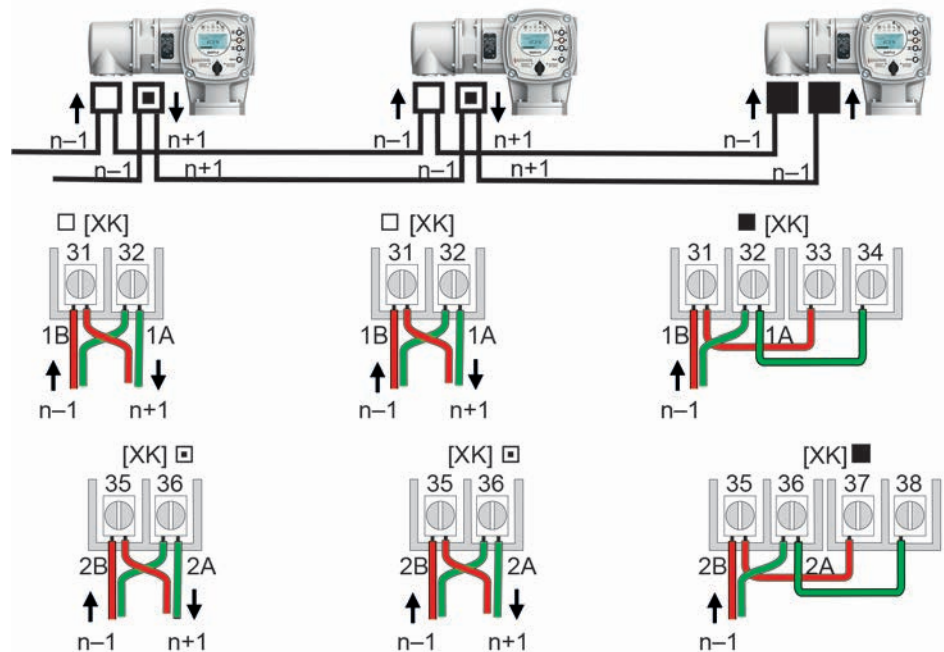 n–1 n+1 n–1 n+1 n–1
n–1 n+1 n–1 n+1 n–1
[XK] [XK] [XK]
31 32 31 32 31 32 33 34
1B 1A 1B 1A 1B 1A
n–1 n+1 n–1 n+1 n–1
[XK] [XK] [XK]
35 36 35 36 35 36 37 38
2B 2A 2B 2A 2B 2A
n–1 n+1 n–1 n+1 n–1